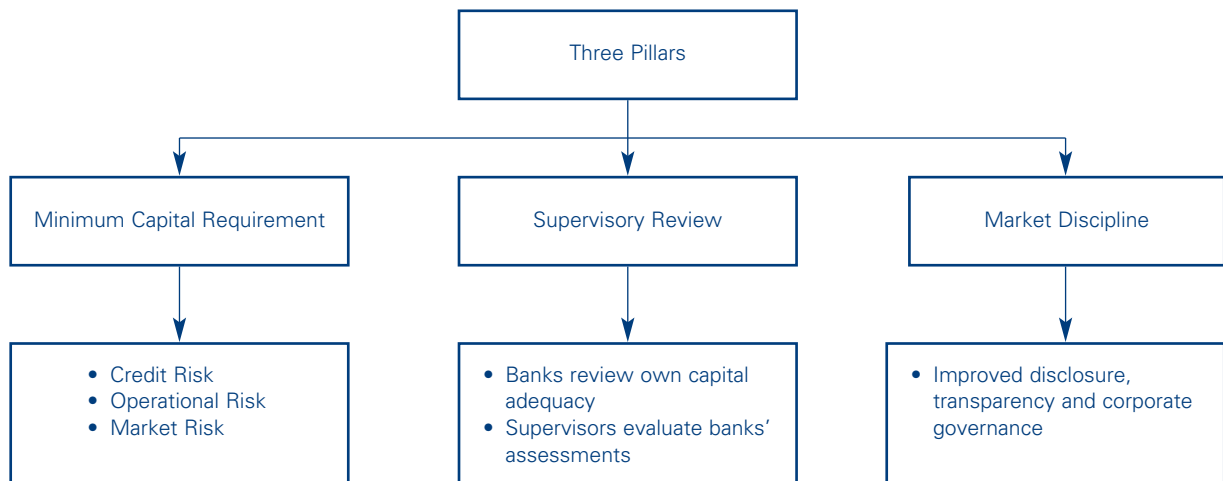 Three Pillars
Minimum Capital Requirement
Supervisory Review
Market Discipline
• Credit Risk
• Operational Risk
• Market Risk
• Banks review own capital
adequacy
• Supervisors evaluate banks’
assessments
• Improved disclosure,
transparency and corporate
governance